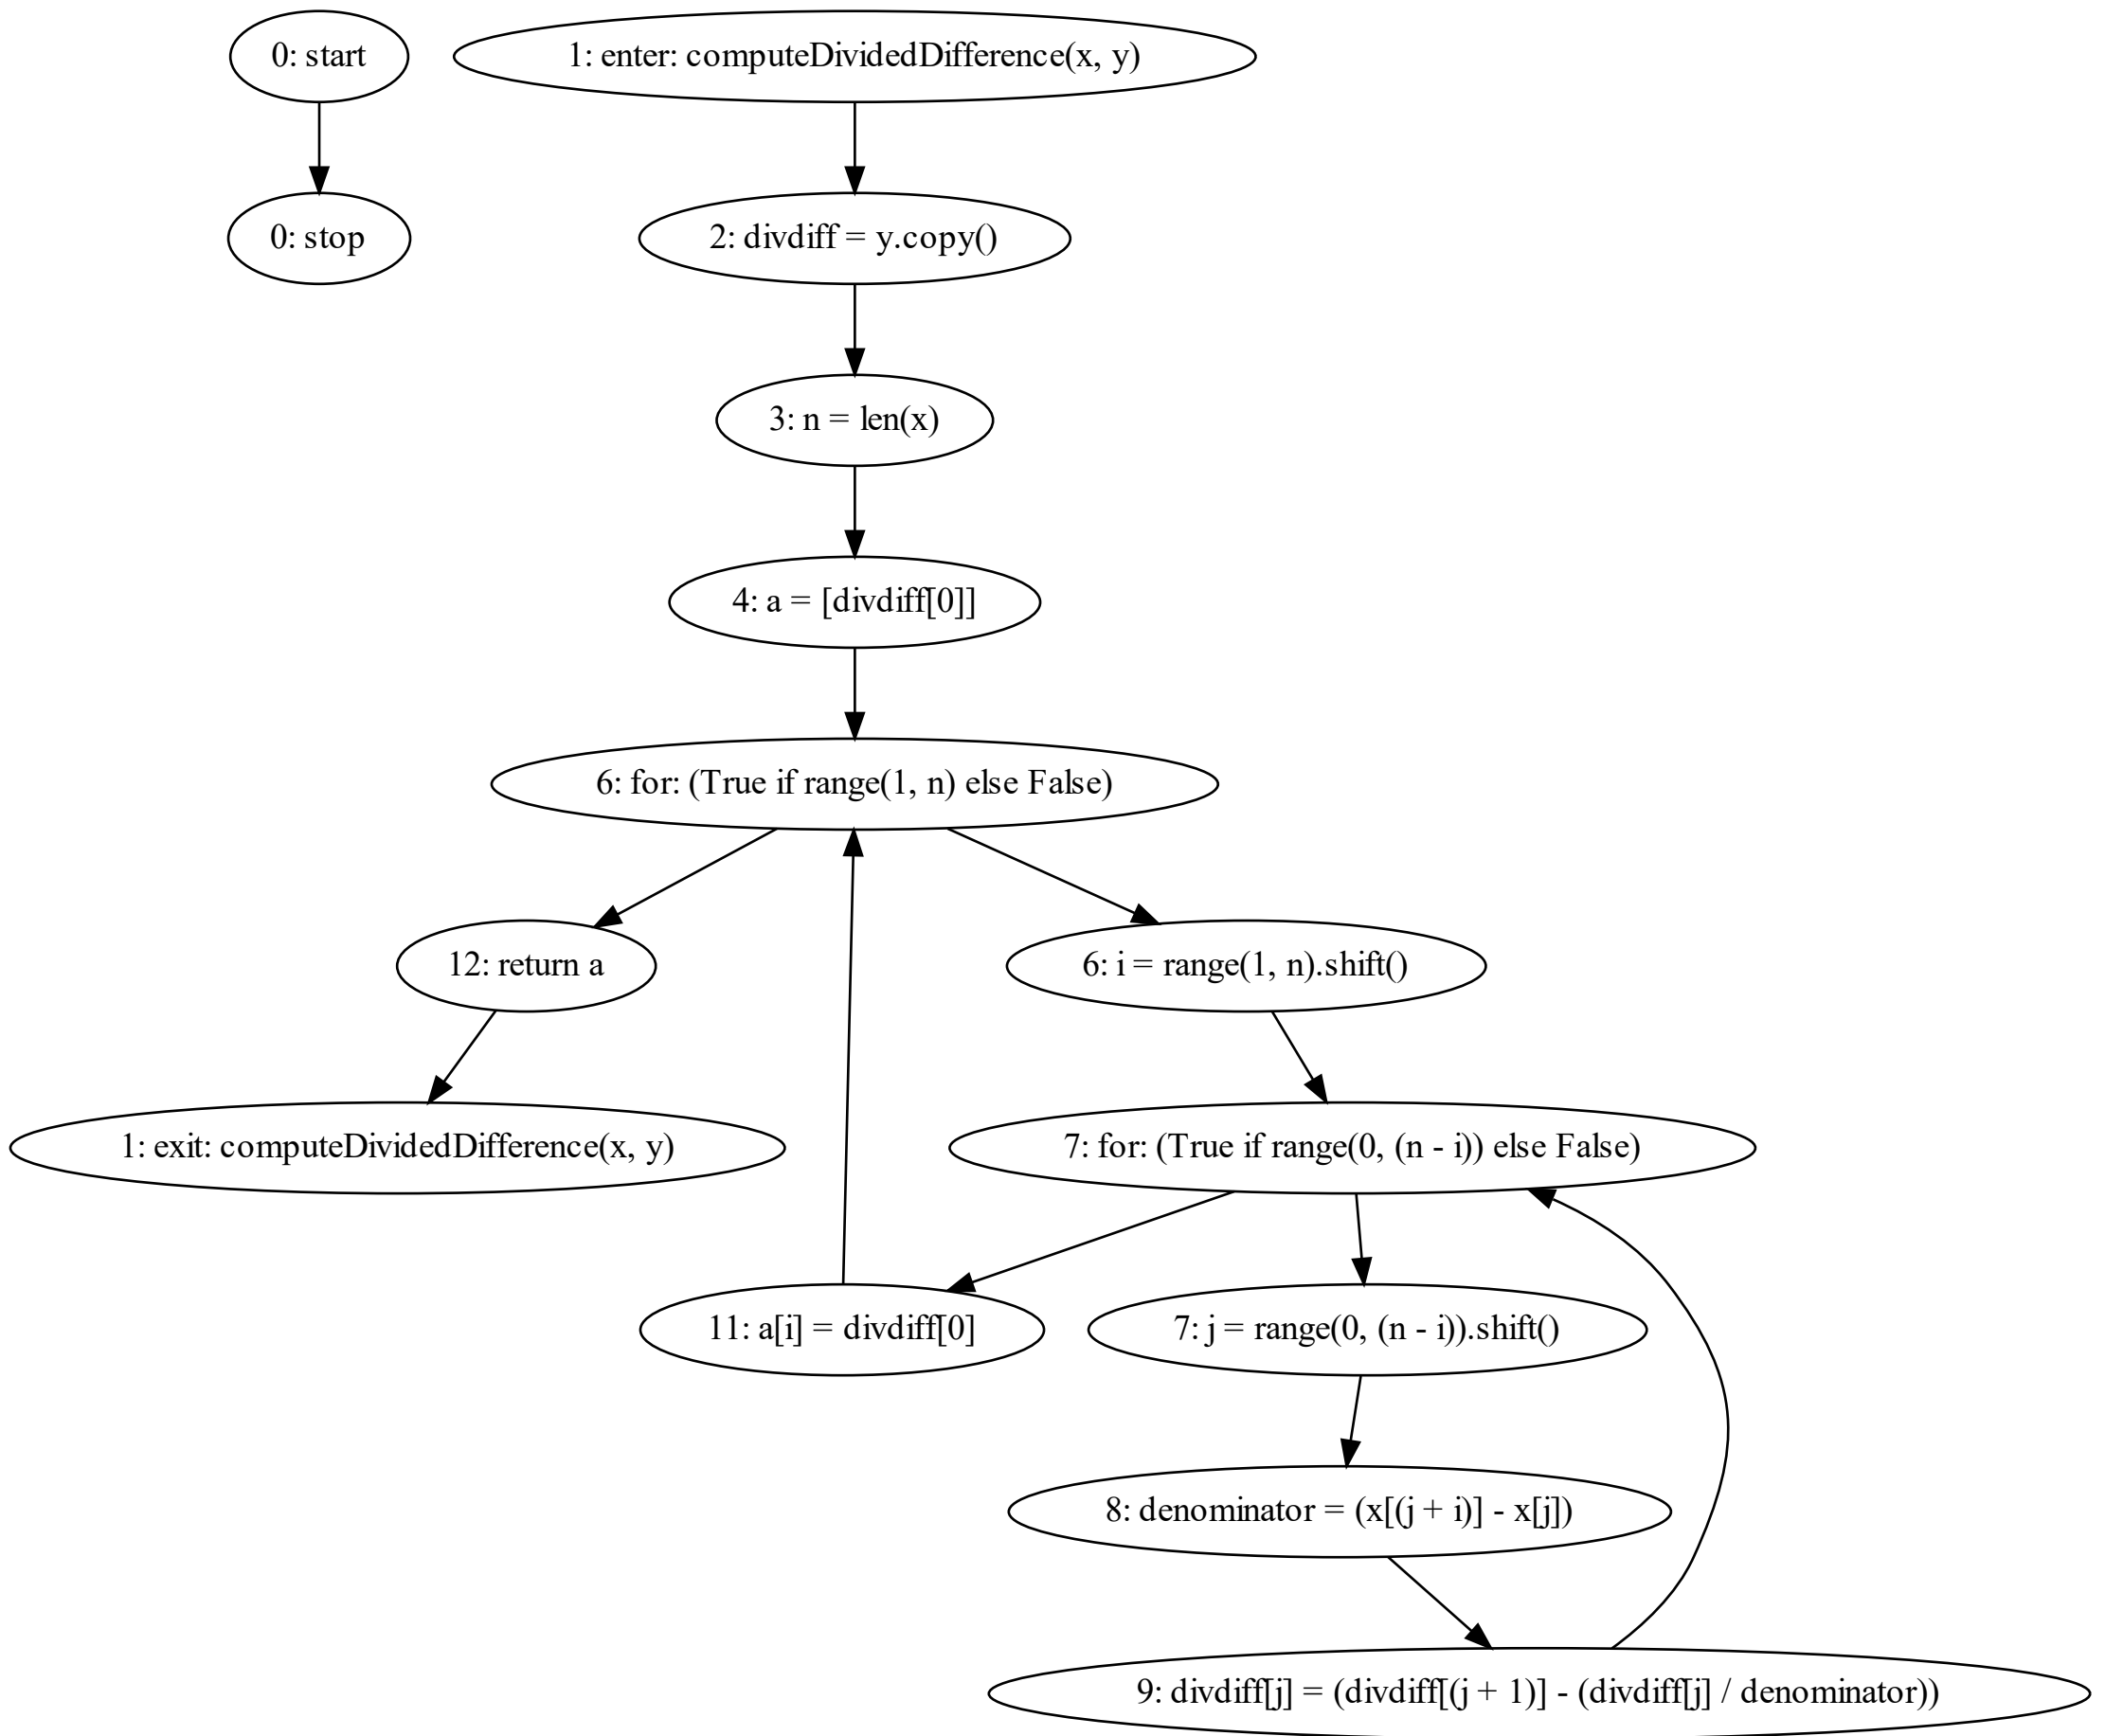 0: start
1: enter: computeDividedDifference(x, y)
0: stop
2: divdiff = y.copy()
3: n = len(x)
4: a = [divdiff[0]]
6: for: (True if range(1, n) else False)
12: return a
6: i = range(1, n).shift()
1: exit: computeDividedDifference(x, y)
7: for: (True if range(0, (n - i)) else False)
11: a[i] = divdiff[0]
7: j = range(0, (n - i)).shift()
8: denominator = (x[(j + i)] - x[j])
9: divdiff[j] = (divdiff[(j + 1)] - (divdiff[j] / denominator))